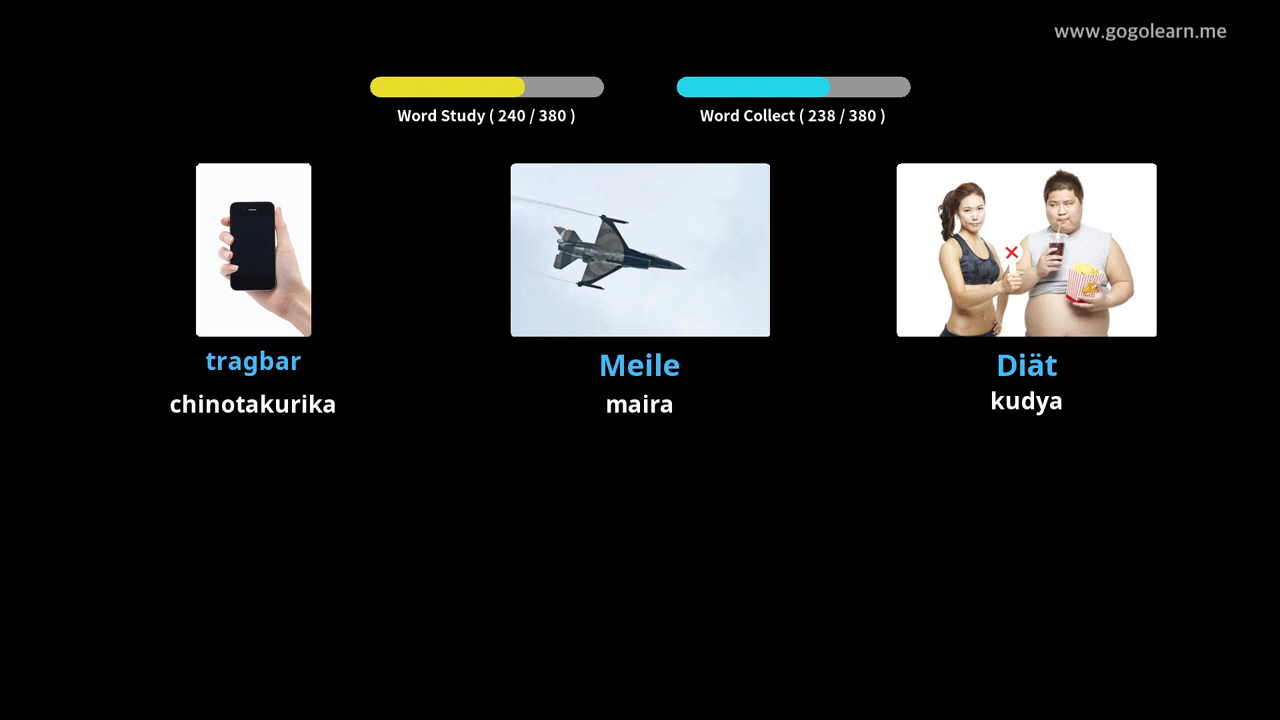 www.gogolearn.me
Word Study ( 240 / 380 )
Word Collect ( 238 / 380 )
tragbar
chinotakurika
Meile
maira
Diät
kudya